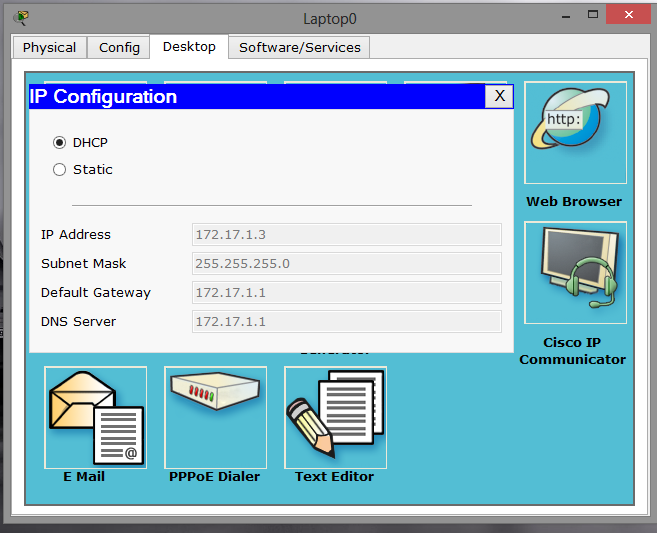 Laptop0
Physical
Config
Desktop
Software/Services
IP Configuration
X
DHCP
Static
IP Address
172.17.1.3
Subnet Mask
255.255.255.0
Default Gateway
172.17.1.1
DNS Server
172.17.1.1
http:
Web Browser
Cisco IP
Communicator
@
E Mail
PPPoE Dialer
Text Editor